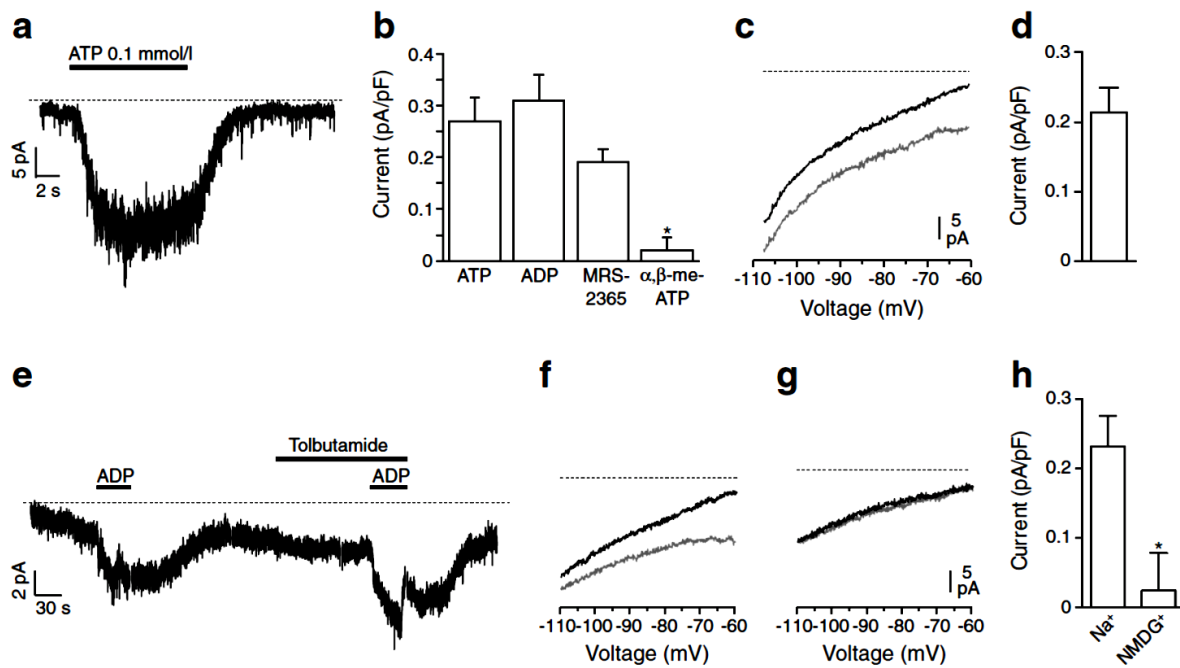 a
ATP 0.1 mmol/l
5 pA
2 s
b
Current (pA/pF)
0.4
0.3
0.2
0.1
0
*
ATP
ADP
MRS-
2365
α,β-me-
ATP
c
5
pA
-110
-100
-90
-80
-70
-60
Voltage (mV)
d
Current (pA/pF)
0.3
0.2
0.1
0
e
Tolbutamide
ADP
ADP
2 pA
30 s
f
-110
-100
-90
-80
-70
-60
Voltage (mV)
g
5
pA
-110
-100
-90
-80
-70
-60
Voltage (mV)
h
Current (pA/pF)
0.3
0.2
0.1
0
*
Na⁺
NMDG⁺